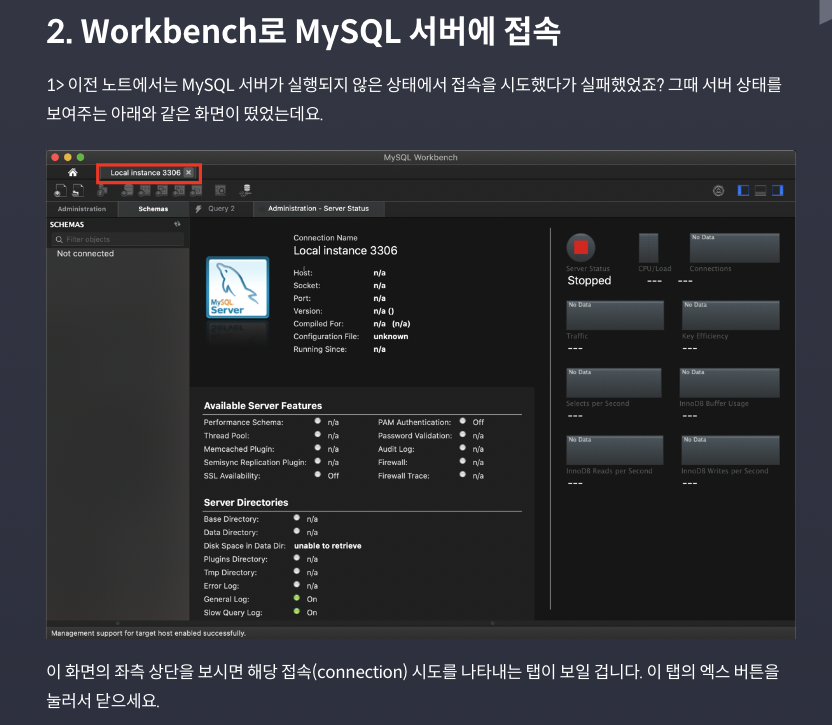 2. Workbench로 MySQL 서버에 접속
1> 이전 노트에서는 MySQL 서버가 실행되지 않은 상태에서 접속을 시도했다가 실패했었죠? 그때 서버 상태를
보여주는 아래와 같은 화면이 떴었는데요.
MySQL Workbench
Local instance 3306
Administration Schemas Query 2 Administration - Server Status
SCHEMAS
Filter objects
Not connected
MySQL
Server
Connection Name
Local instance 3306
Host: n/a
Socket: n/a
Port: n/a
Version: n/a ()
Compiled For: n/a (n/a)
Configuration File: unknown
Running Since: n/a
Available Server Features
Performance Schema: n/a PAM Authentication: Off
Thread Pool: n/a Password Validation: n/a
Memcached Plugin: n/a Audit Log: n/a
Semisync Replication Plugin: n/a Firewall: n/a
SSL Availability: Off Firewall Trace: n/a
Server Directories
Base Directory: n/a
Data Directory: n/a
Disk Space in Data Dir: unable to retrieve
Plugins Directory: n/a
Tmp Directory: n/a
Error Log: n/a
General Log: On
Slow Query Log: On
No Data
Server Status CPU/Load Connections
Stopped --- ---
No Data No Data
Traffic Key Efficiency
--- ---
No Data No Data
Selects per Second InnoDB Buffer Usage
--- ---
No Data No Data
InnoDB Reads per Second InnoDB Writes per Second
--- ---
Management support for target host enabled successfully.
이 화면의 좌측 상단을 보시면 해당 접속(connection) 시도를 나타내는 탭이 보일 겁니다. 이 탭의 엑스 버튼을
눌러서 닫으세요.